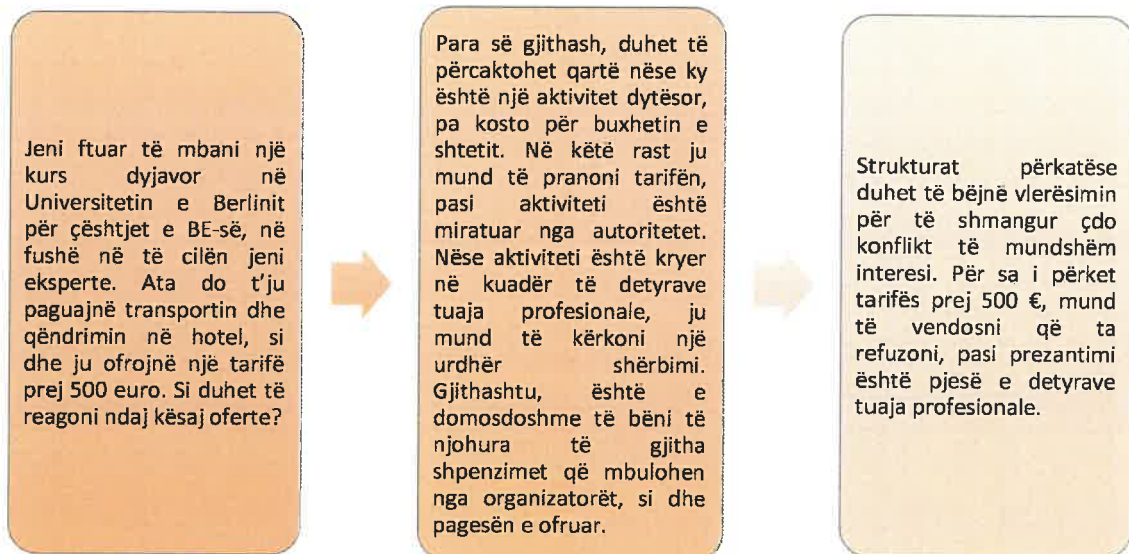 Jeni ftuar të mbani një
kurs dyjavor në
Universitetin e Berlinit
për çështjet e BE-së, në
fushë në të cilën jeni
eksperte. Ata do t'ju
paguajnë transportin dhe
qëndrimin në hotel, si
dhe ju ofrojnë një tarifë
prej 500 euro. Si duhet të
reagoni ndaj kësaj oferte?
Para së gjithash, duhet të
përcaktohet qartë nëse ky
është një aktivitet dytësor,
pa kosto për buxhetin e
shtetit. Në këtë rast ju
mund të pranoni tarifën,
pasi aktiviteti është
miratuar nga autoritetet.
Nëse aktiviteti është kryer
në kuadër të detyrave
tuaja profesionale, ju
mund të kërkoni një
urdhër shërbimi.
Gjithashtu, është e
domosdoshme të bëni të
njohura të gjitha
shpenzimet që mbulohen
nga organizatorët, si dhe
pagesën e ofruar.
Strukturat përkatëse
duhet të bëjnë vlerësimin
për të shmangur çdo
konflikt të mundshëm
interesi. Për sa i përket
tarifës prej 500 €, mund
të vendosni që ta
refuzoni, pasi prezantimi
është pjesë e detyrave
tuaja profesionale.